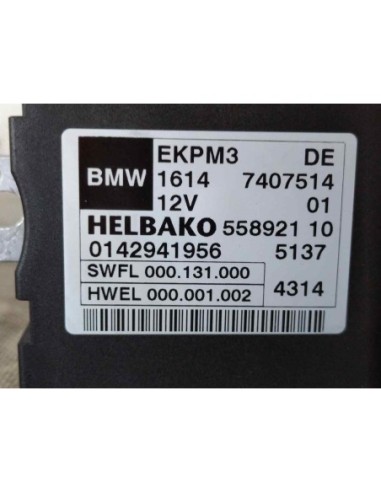 EKPM3 DE
BMW 1614 7407514
12V 01
HELBAKO 558921 10
0142941956 5137
SWFL 000.131.000
HWEL 000.001.002 4314